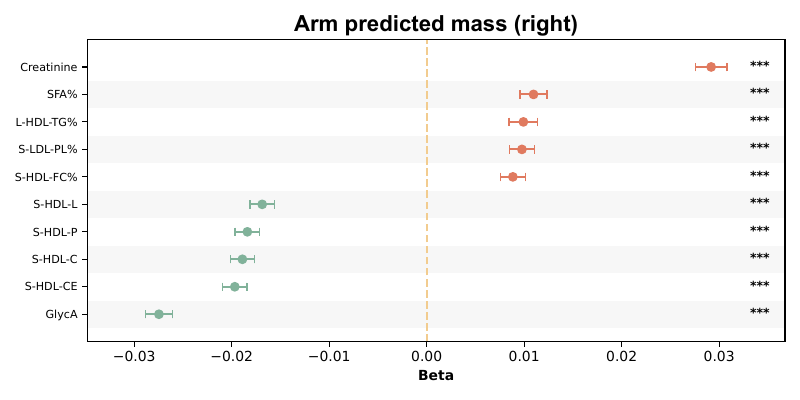 Arm predicted mass (right)
Creatinine ***
SFA% ***
L-HDL-TG% ***
S-LDL-PL% ***
S-HDL-FC% ***
S-HDL-L ***
S-HDL-P ***
S-HDL-C ***
S-HDL-CE ***
GlycA ***
−0.03 −0.02 −0.01 0.00 0.01 0.02 0.03
Beta